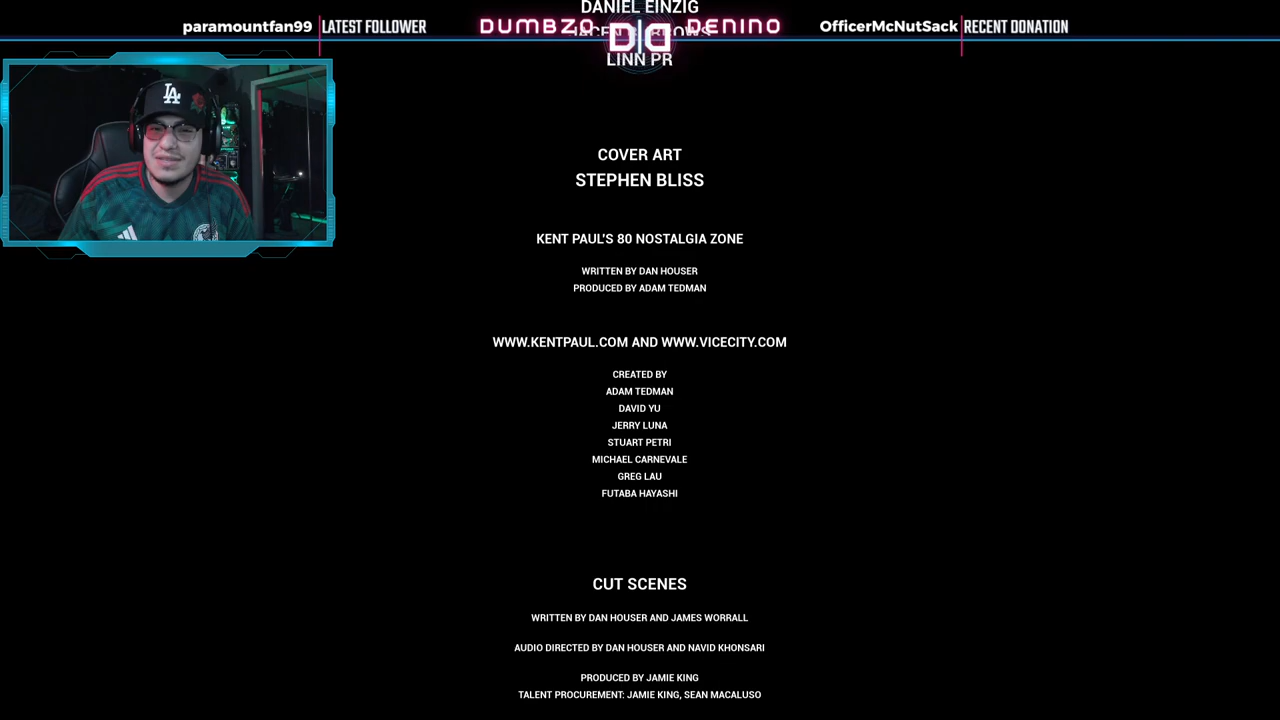 DANIEL EINZIG
paramountfan99 LATEST FOLLOWER
DUMBZO DENINO
OfficerMcNutSack RECENT DONATION
D|D
LINN PR
LA
COVER ART
STEPHEN BLISS
KENT PAUL'S 80 NOSTALGIA ZONE
WRITTEN BY DAN HOUSER
PRODUCED BY ADAM TEDMAN
WWW.KENTPAUL.COM AND WWW.VICECITY.COM
CREATED BY
ADAM TEDMAN
DAVID YU
JERRY LUNA
STUART PETRI
MICHAEL CARNEVALE
GREG LAU
FUTABA HAYASHI
CUT SCENES
WRITTEN BY DAN HOUSER AND JAMES WORRALL
AUDIO DIRECTED BY DAN HOUSER AND NAVID KHONSARI
PRODUCED BY JAMIE KING
TALENT PROCUREMENT: JAMIE KING, SEAN MACALUSO